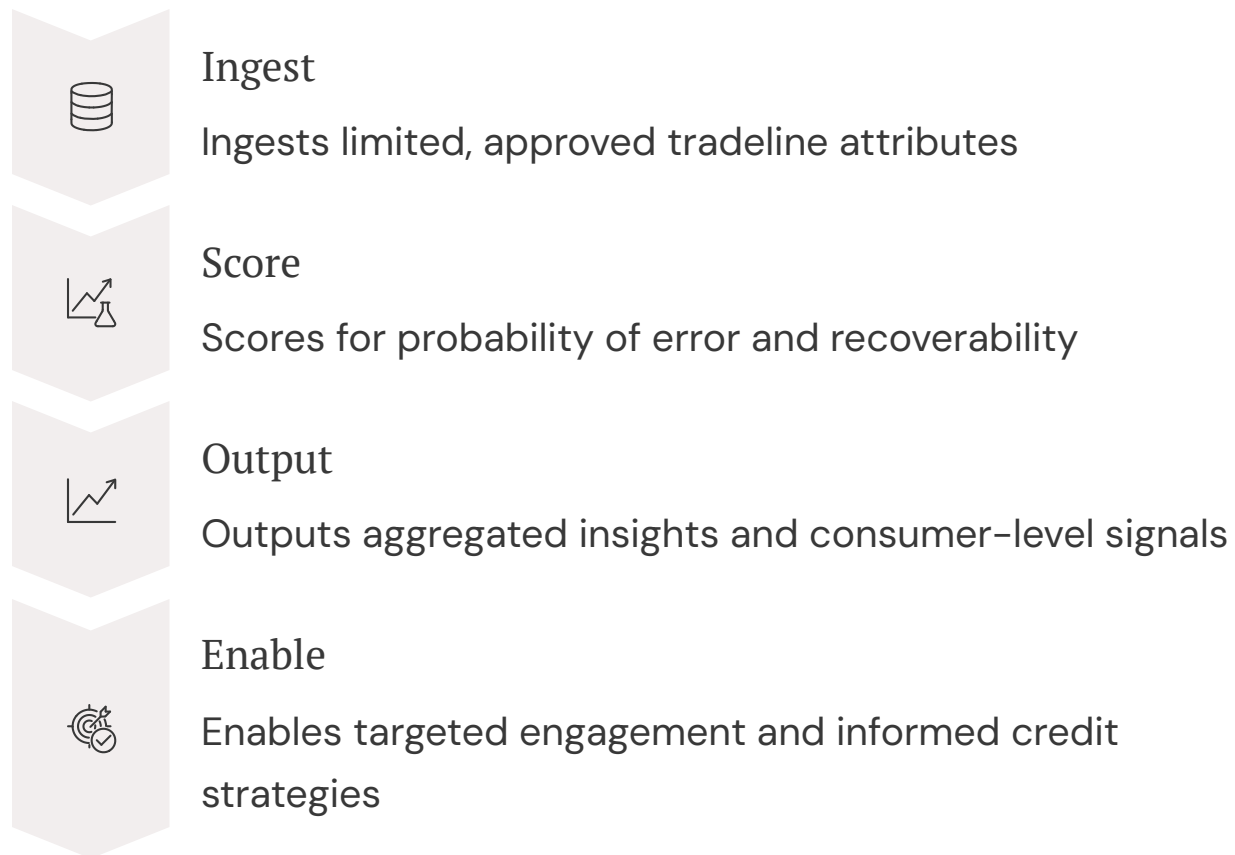 Ingest
Ingests limited, approved tradeline attributes
Score
Scores for probability of error and recoverability
Output
Outputs aggregated insights and consumer-level signals
Enable
Enables targeted engagement and informed credit
strategies